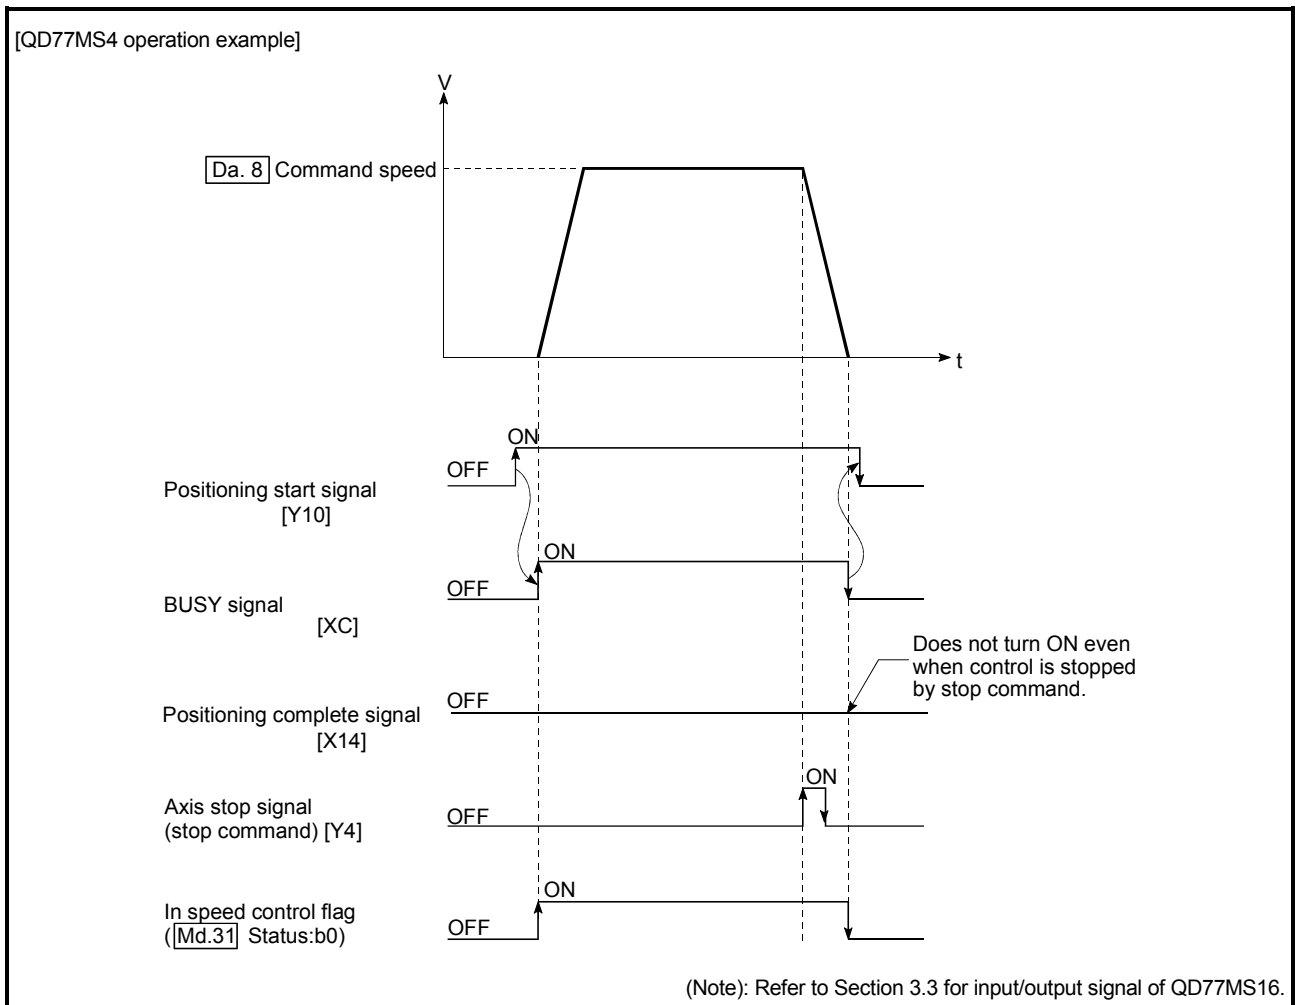 [QD77MS4 operation example]
V
Da. 8 Command speed
t
ON
OFF
Positioning start signal
[Y10]
ON
OFF
BUSY signal
[XC]
Does not turn ON even
when control is stopped
by stop command.
OFF
Positioning complete signal
[X14]
ON
Axis stop signal
OFF
(stop command) [Y4]
ON
In speed control flag
OFF
(Md.31 Status:b0)
(Note): Refer to Section 3.3 for input/output signal of QD77MS16.